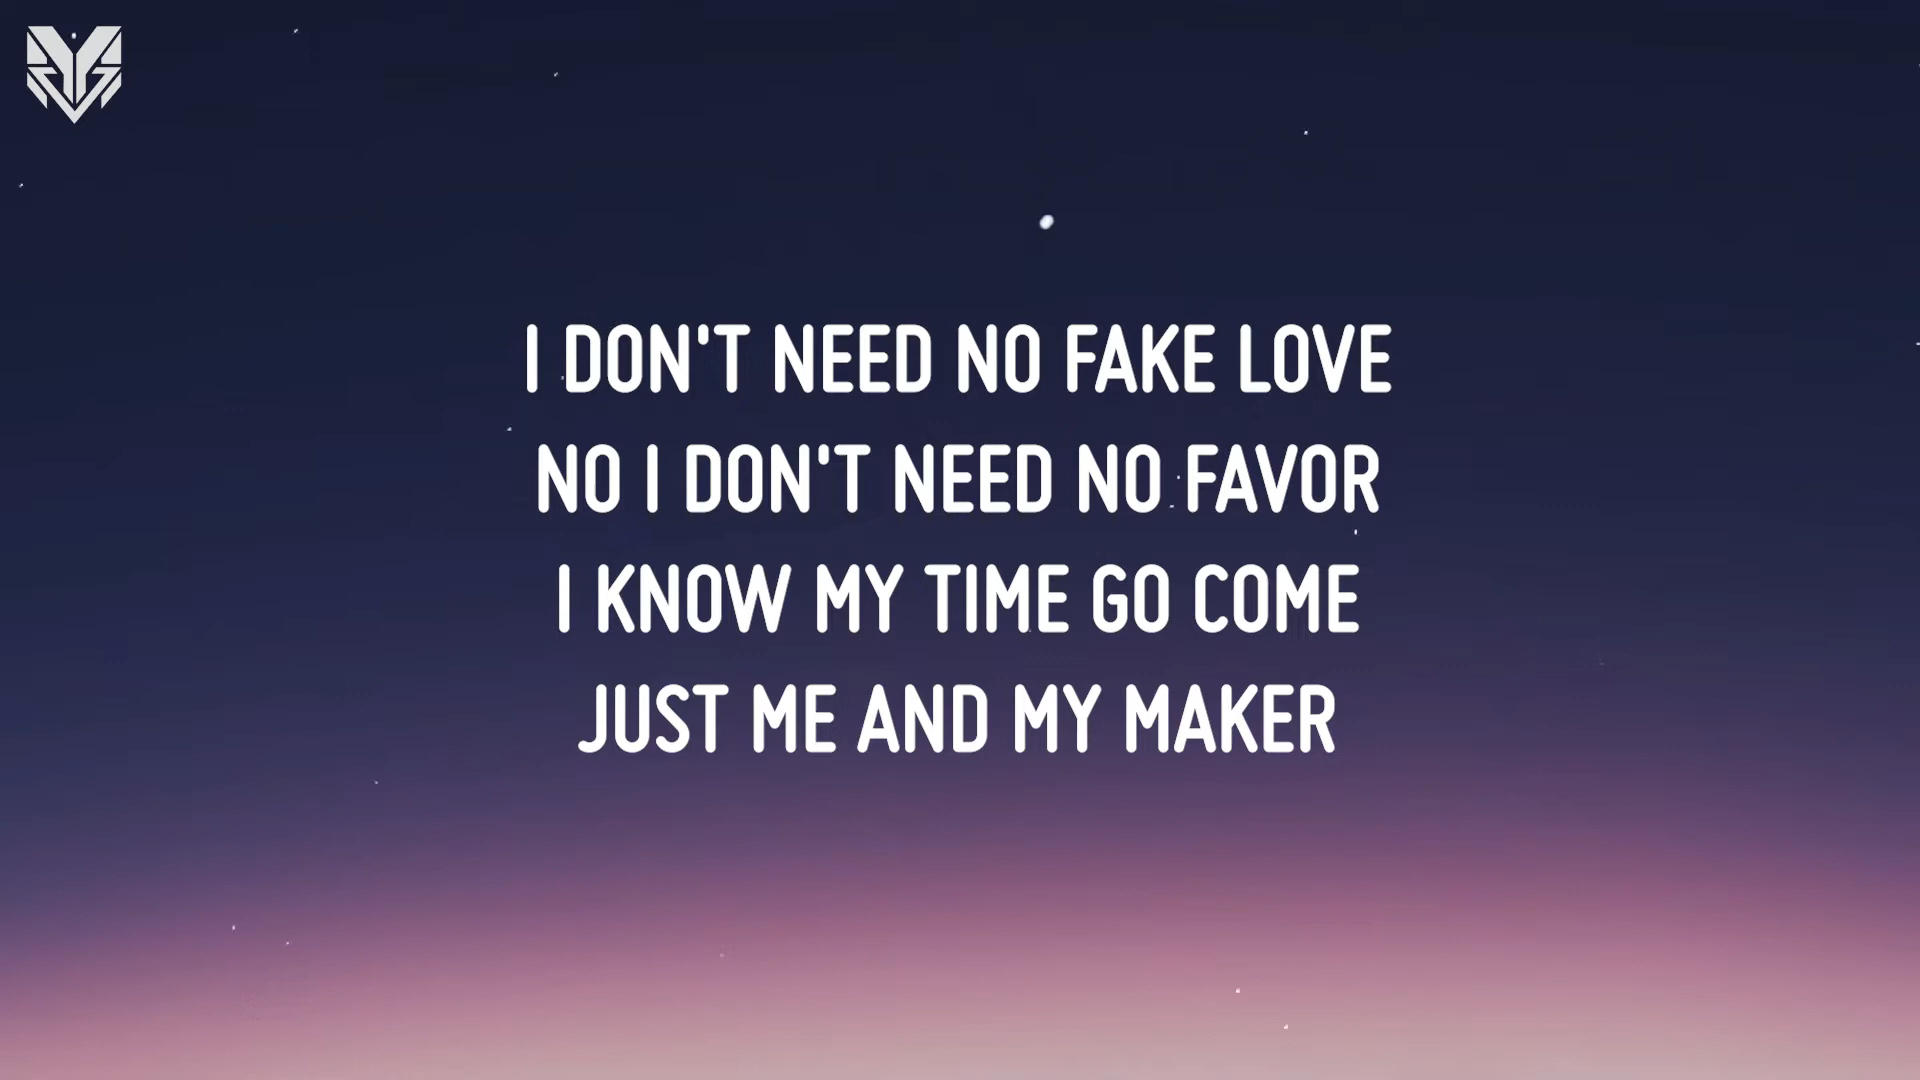 I DON'T NEED NO FAKE LOVE
NO I DON'T NEED NO FAVOR
I KNOW MY TIME GO COME
JUST ME AND MY MAKER